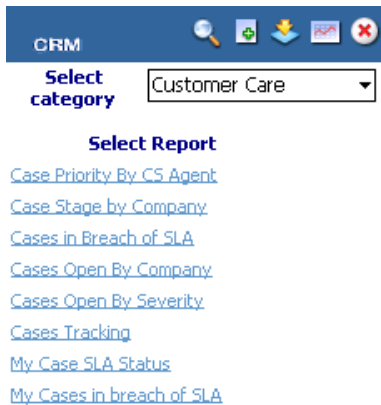 CRM
Select category
Customer Care
Select Report
Case Priority By CS Agent
Case Stage by Company
Cases in Breach of SLA
Cases Open By Company
Cases Open By Severity
Cases Tracking
My Case SLA Status
My Cases in breach of SLA